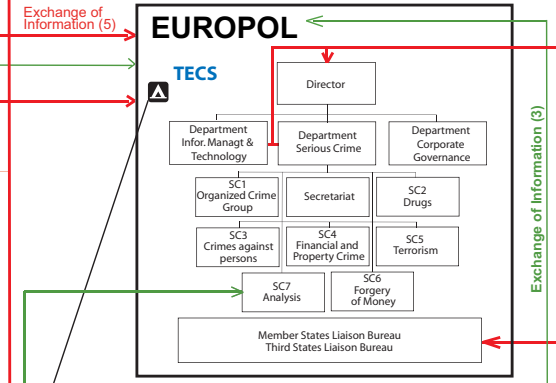 Exchange of
Information (5)
EUROPOL
TECS
Director
Department
Infor. Managt &
Technology
Department
Serious Crime
Department
Corporate
Governance
SC1
Organized Crime
Group
Secretariat
SC2
Drugs
SC3
Crimes against
persons
SC4
Financial and
Property Crime
SC5
Terrorism
SC7
Analysis
SC6
Forgery
of Money
Member States Liaison Bureau
Third States Liaison Bureau
Exchange of Information (3)